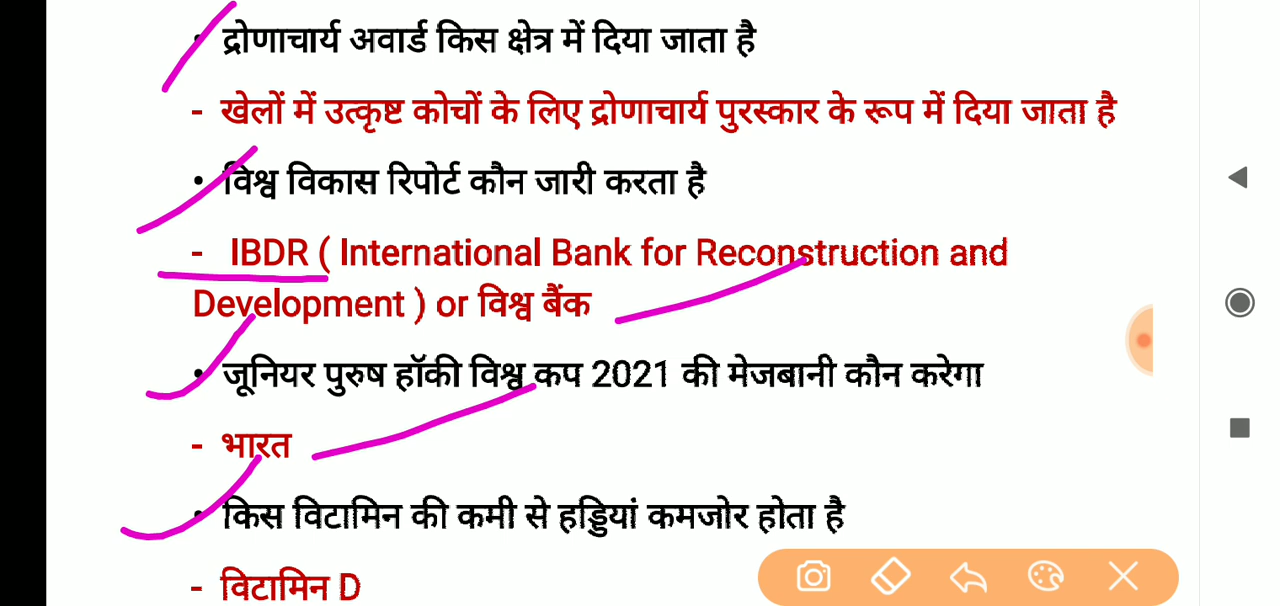 • द्रोणाचार्य अवार्ड किस क्षेत्र में दिया जाता है
- खेलों में उत्कृष्ट कोचों के लिए द्रोणाचार्य पुरस्कार के रूप में दिया जाता है
• विश्व विकास रिपोर्ट कौन जारी करता है
- IBDR ( International Bank for Reconstruction and
Development ) or विश्व बैंक
• जूनियर पुरुष हॉकी विश्व कप 2021 की मेजबानी कौन करेगा
- भारत
• किस विटामिन की कमी से हड्डियां कमजोर होता है
- विटामिन D